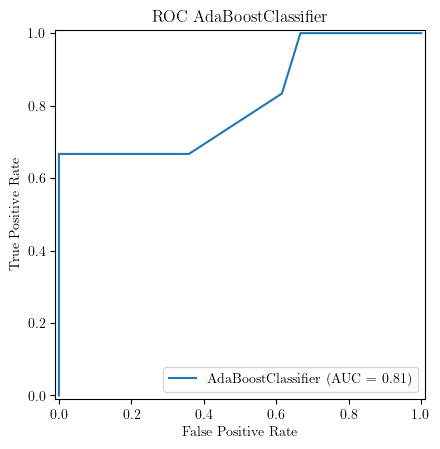 ROC AdaBoostClassifier
1.0
0.8
0.6
0.4
0.2
0.0
True Positive Rate
AdaBoostClassifier (AUC = 0.81)
0.0 0.2 0.4 0.6 0.8 1.0
False Positive Rate